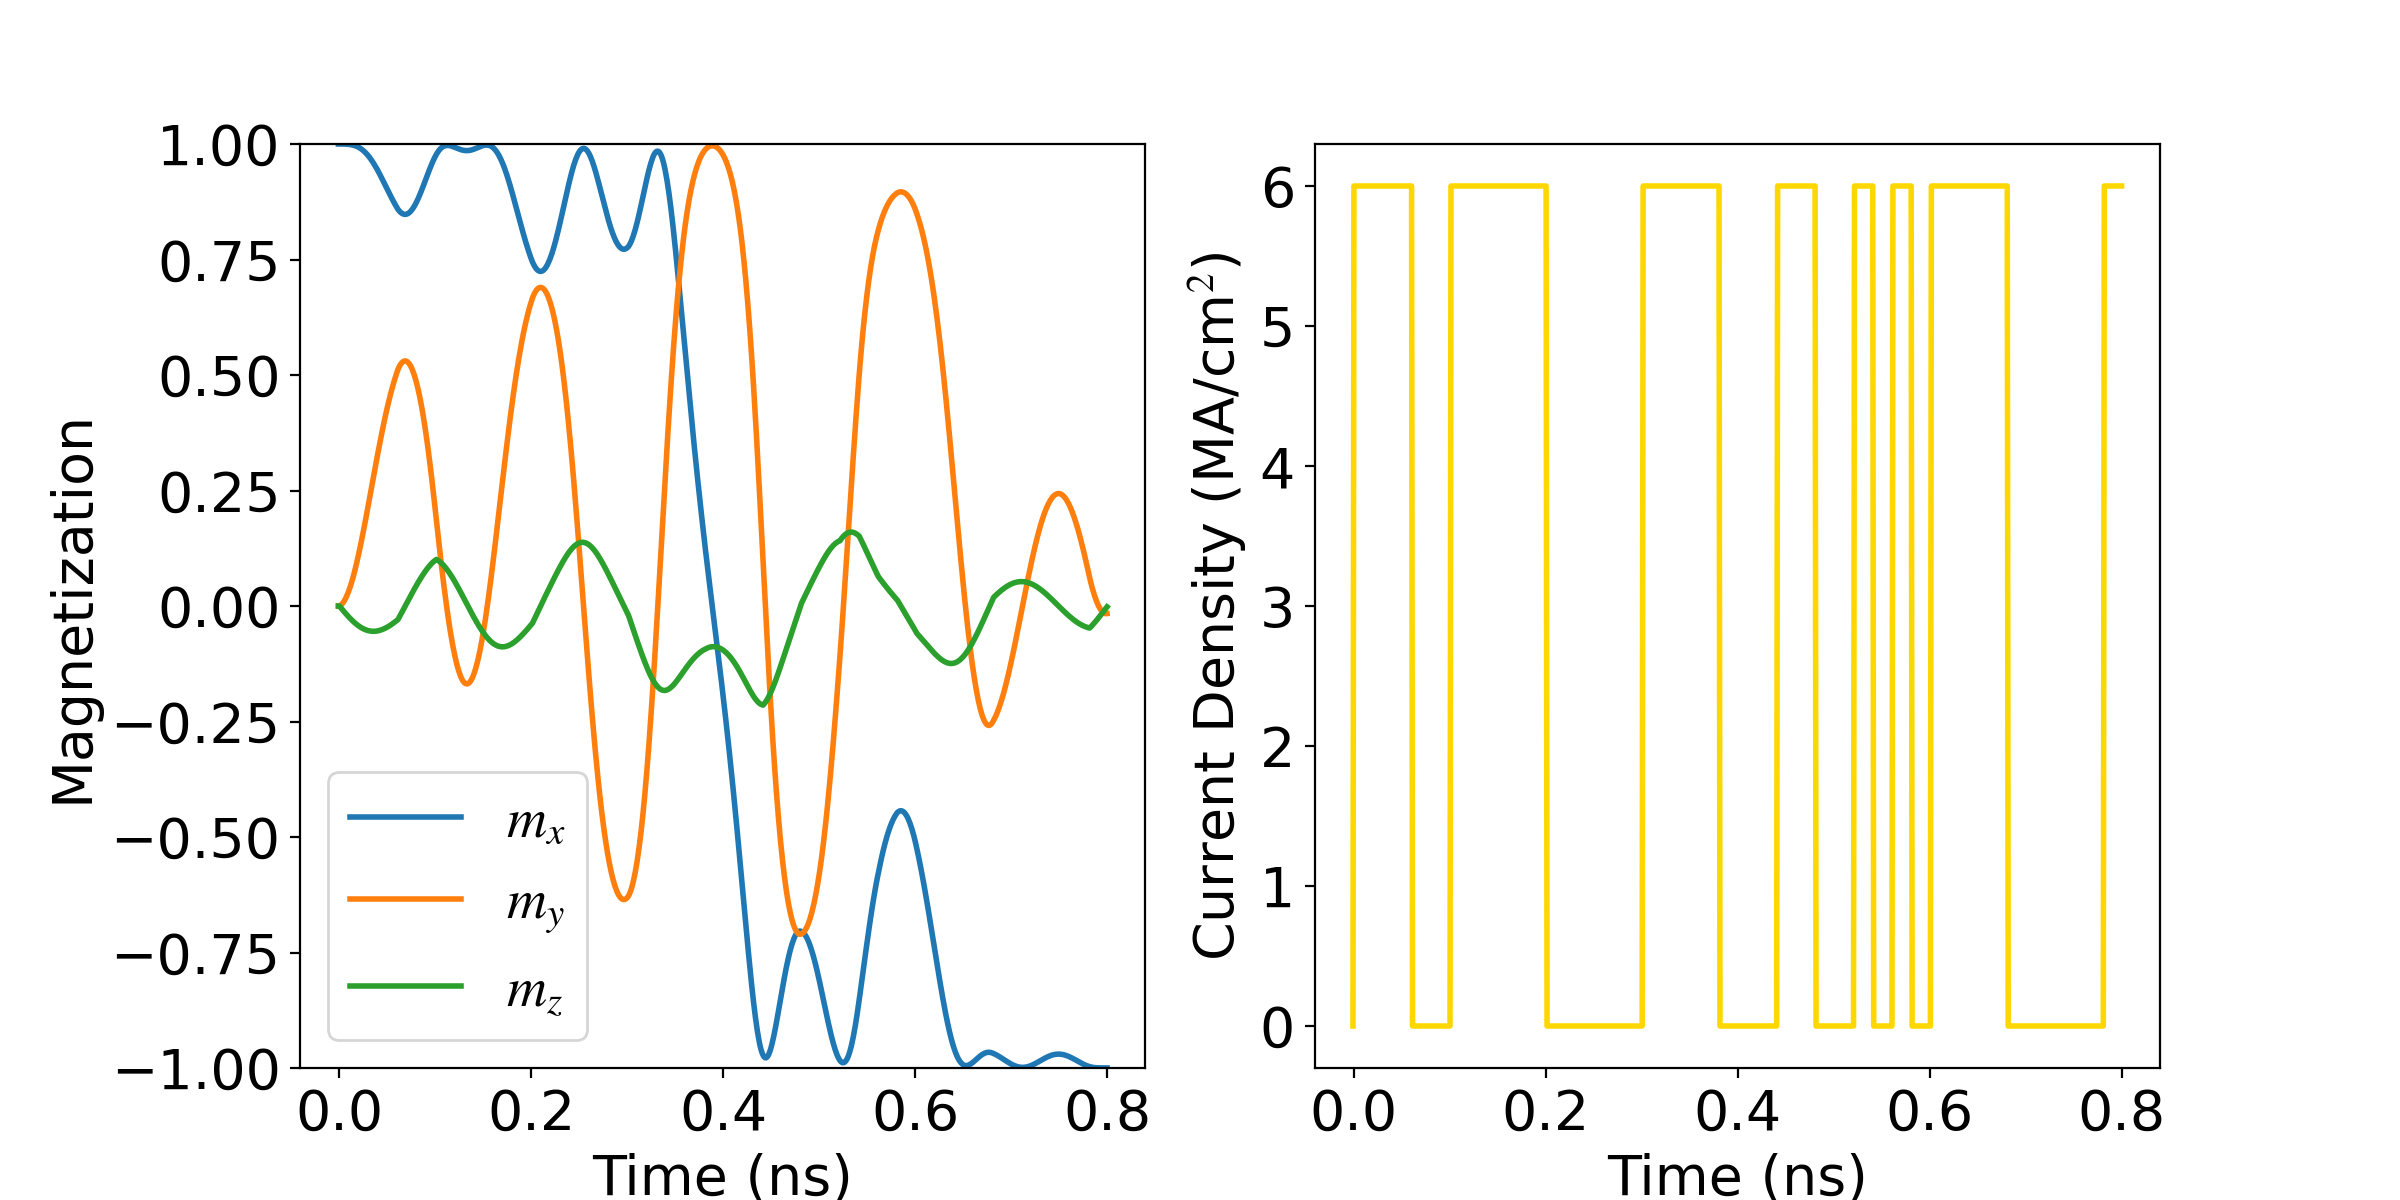 Magnetization
1.00
0.75
0.50
0.25
0.00
−0.25
−0.50
−0.75
−1.00
m_x
m_y
m_z
0.0 0.2 0.4 0.6 0.8
Time (ns)
Current Density (MA/cm²)
6
5
4
3
2
1
0
0.0 0.2 0.4 0.6 0.8
Time (ns)